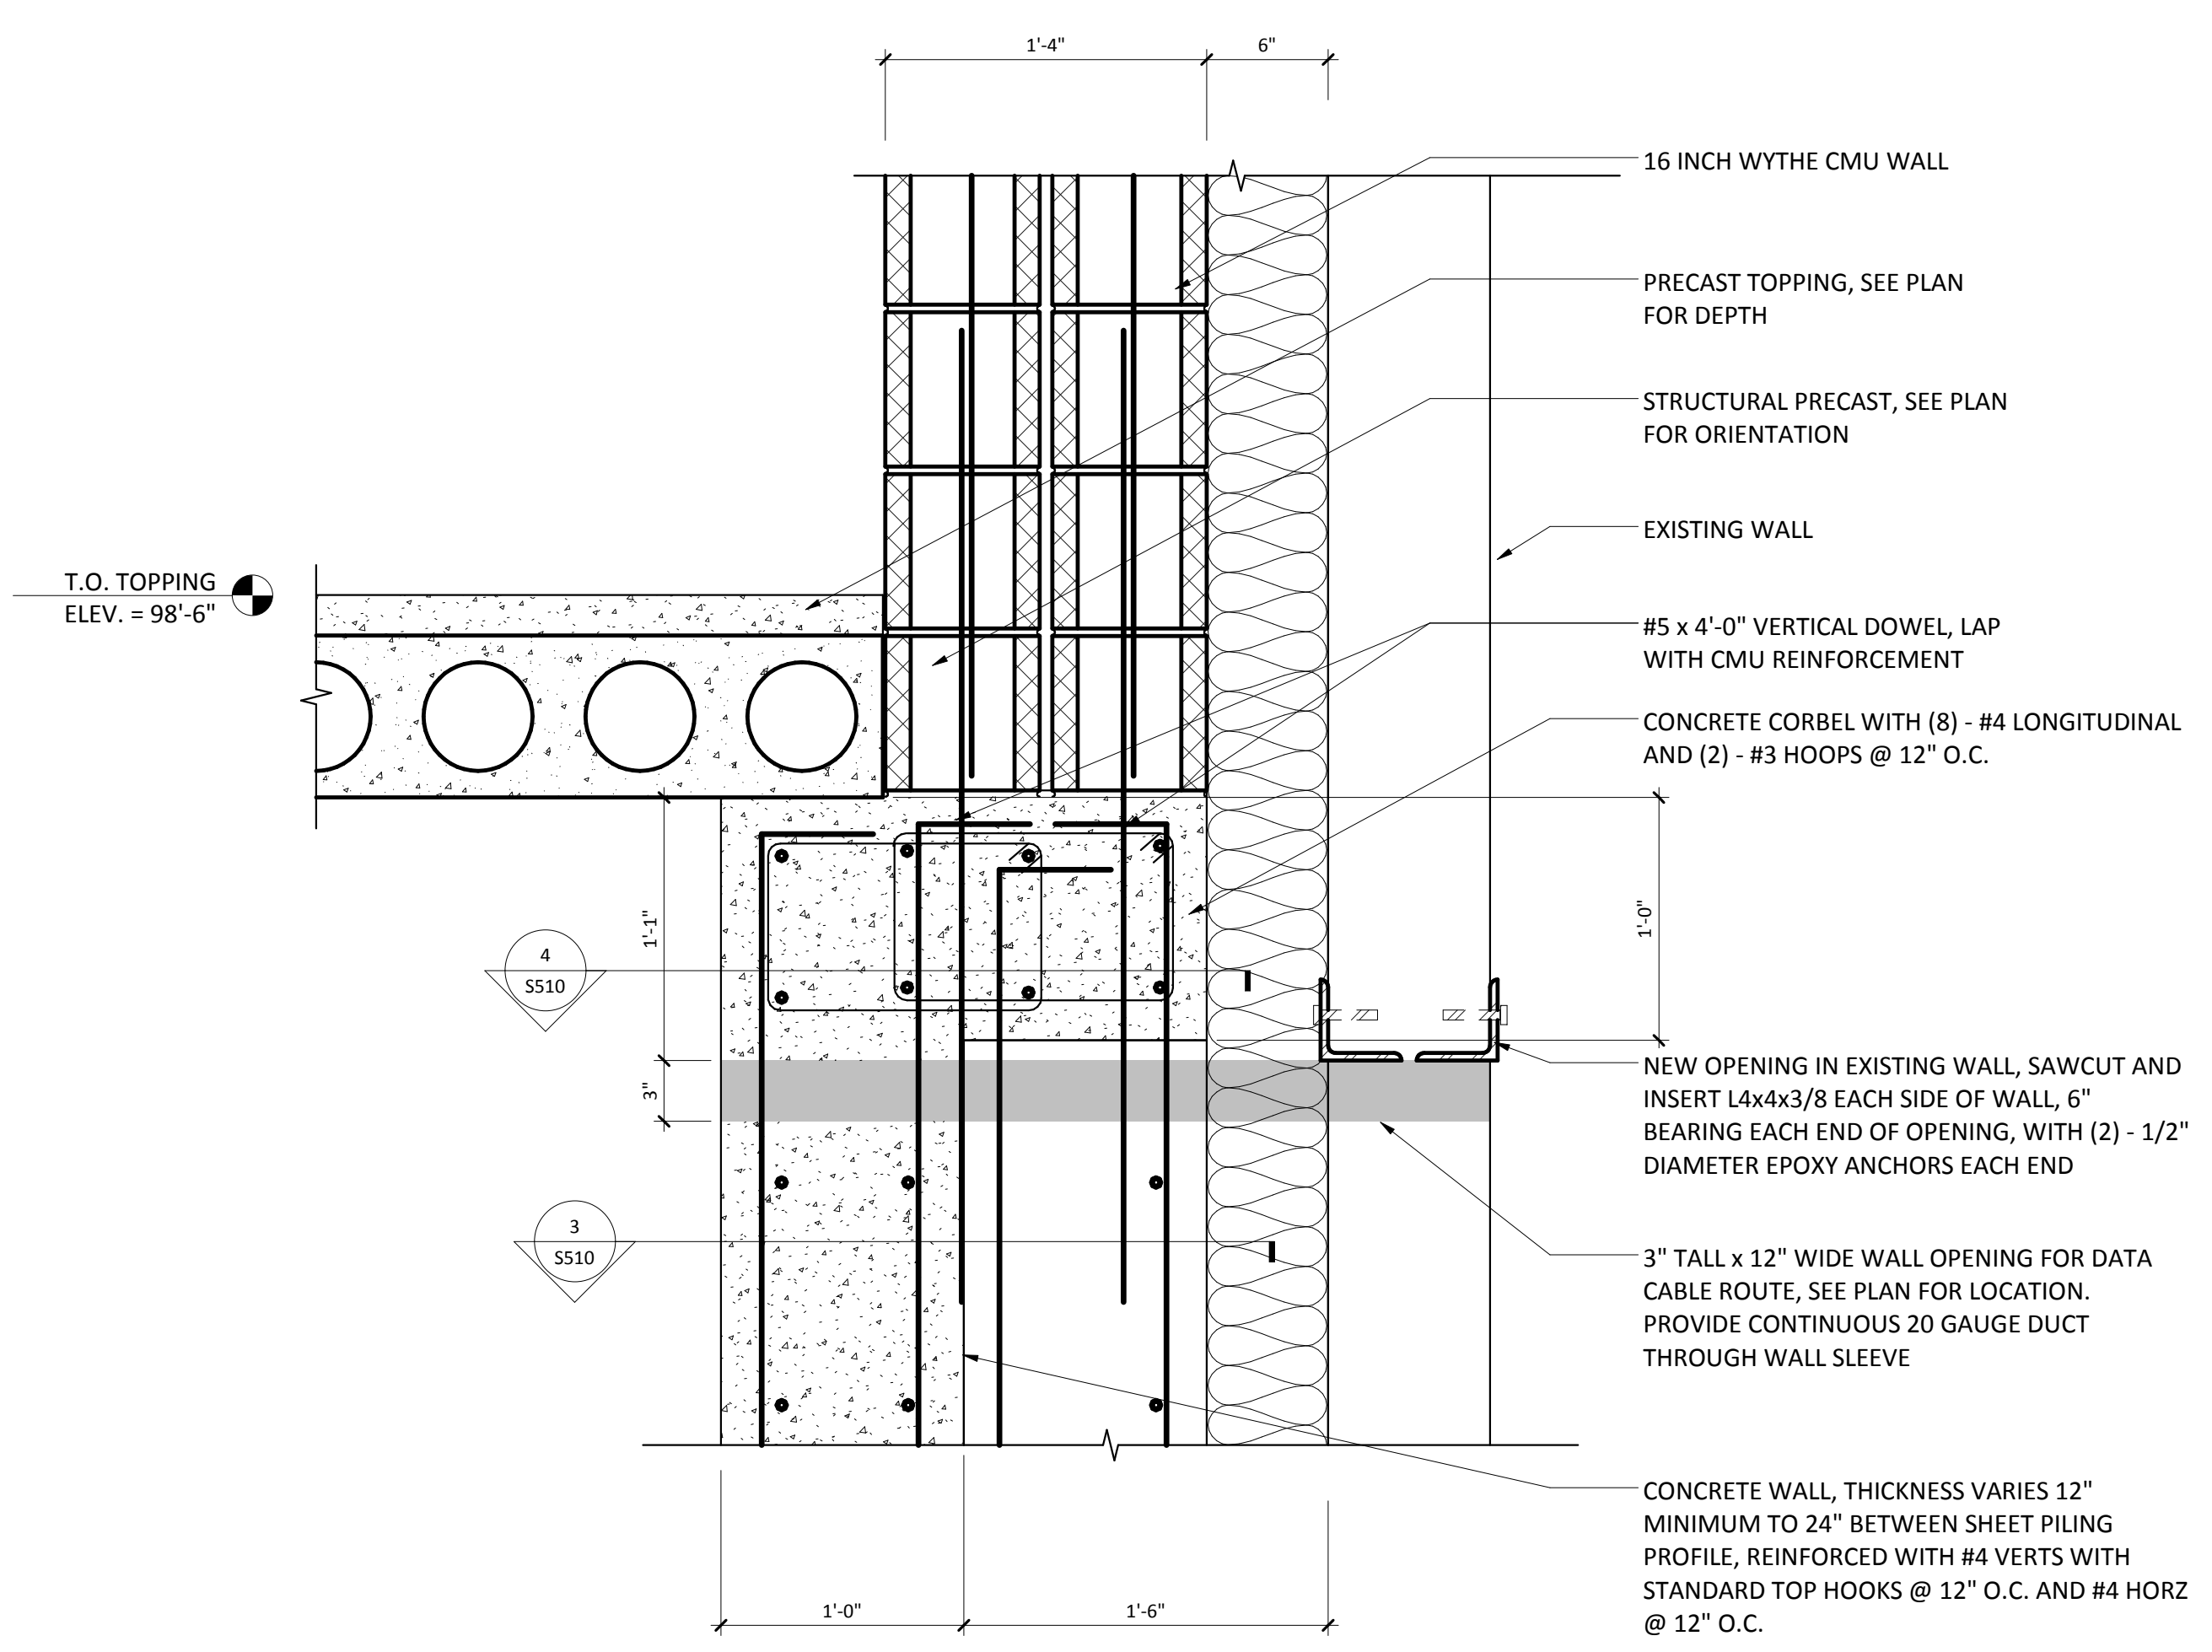 1'-4"
6"
16 INCH WYTHE CMU WALL
PRECAST TOPPING, SEE PLAN
FOR DEPTH
STRUCTURAL PRECAST, SEE PLAN
FOR ORIENTATION
EXISTING WALL
T.O. TOPPING
ELEV. = 98'-6"
#5 x 4'-0" VERTICAL DOWEL, LAP
WITH CMU REINFORCEMENT
CONCRETE CORBEL WITH (8) - #4 LONGITUDINAL
AND (2) - #3 HOOPS @ 12" O.C.
1'-1"
1'-0"
4
S510
3"
NEW OPENING IN EXISTING WALL, SAWCUT AND
INSERT L4x4x3/8 EACH SIDE OF WALL, 6"
BEARING EACH END OF OPENING, WITH (2) - 1/2"
DIAMETER EPOXY ANCHORS EACH END
3
S510
3" TALL x 12" WIDE WALL OPENING FOR DATA
CABLE ROUTE, SEE PLAN FOR LOCATION.
PROVIDE CONTINUOUS 20 GAUGE DUCT
THROUGH WALL SLEEVE
CONCRETE WALL, THICKNESS VARIES 12"
MINIMUM TO 24" BETWEEN SHEET PILING
PROFILE, REINFORCED WITH #4 VERTS WITH
STANDARD TOP HOOKS @ 12" O.C. AND #4 HORZ
@ 12" O.C.
1'-0"
1'-6"